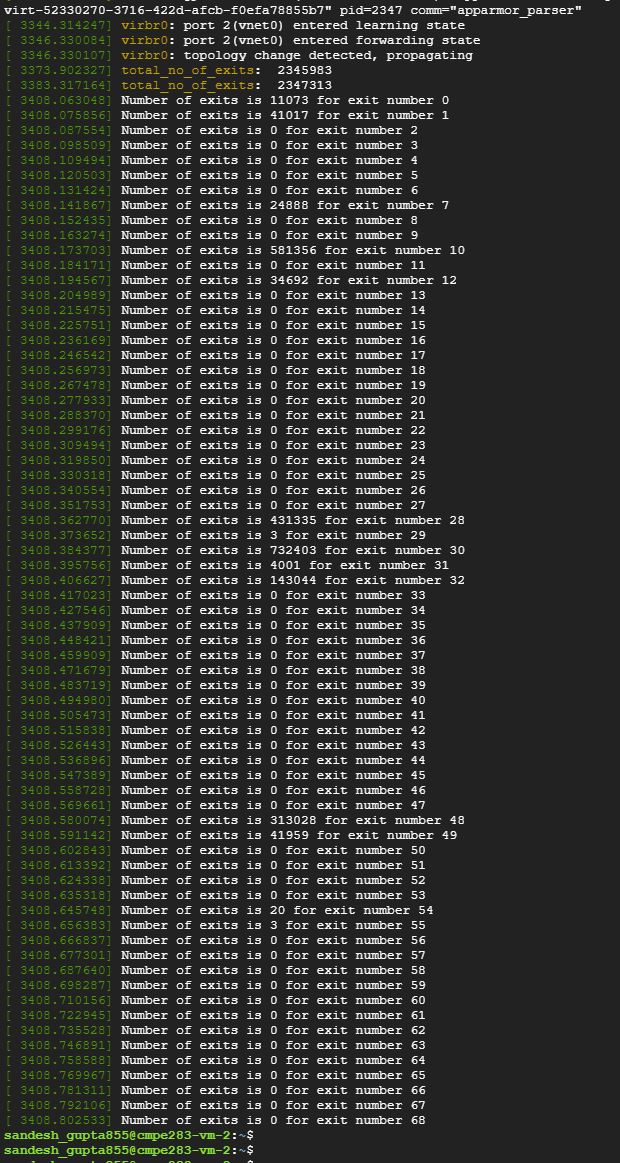 virt-52330270-3716-422d-afcb-f0efa78855b7" pid=2347 comm="apparmor_parser"
[ 3344.314247] virbr0: port 2(vnet0) entered learning state
[ 3346.330084] virbr0: port 2(vnet0) entered forwarding state
[ 3346.330107] virbr0: topology change detected, propagating
[ 3373.902327] total_no_of_exits:  2345983
[ 3383.317164] total_no_of_exits:  2347313
[ 3408.063048] Number of exits is 11073 for exit number 0
[ 3408.075856] Number of exits is 41017 for exit number 1
[ 3408.087554] Number of exits is 0 for exit number 2
[ 3408.098509] Number of exits is 0 for exit number 3
[ 3408.109494] Number of exits is 0 for exit number 4
[ 3408.120503] Number of exits is 0 for exit number 5
[ 3408.131424] Number of exits is 0 for exit number 6
[ 3408.141867] Number of exits is 24888 for exit number 7
[ 3408.152435] Number of exits is 0 for exit number 8
[ 3408.163274] Number of exits is 0 for exit number 9
[ 3408.173703] Number of exits is 581356 for exit number 10
[ 3408.184171] Number of exits is 0 for exit number 11
[ 3408.194567] Number of exits is 34692 for exit number 12
[ 3408.204989] Number of exits is 0 for exit number 13
[ 3408.215475] Number of exits is 0 for exit number 14
[ 3408.225751] Number of exits is 0 for exit number 15
[ 3408.236169] Number of exits is 0 for exit number 16
[ 3408.246542] Number of exits is 0 for exit number 17
[ 3408.256973] Number of exits is 0 for exit number 18
[ 3408.267478] Number of exits is 0 for exit number 19
[ 3408.277933] Number of exits is 0 for exit number 20
[ 3408.288370] Number of exits is 0 for exit number 21
[ 3408.299176] Number of exits is 0 for exit number 22
[ 3408.309494] Number of exits is 0 for exit number 23
[ 3408.319850] Number of exits is 0 for exit number 24
[ 3408.330318] Number of exits is 0 for exit number 25
[ 3408.340554] Number of exits is 0 for exit number 26
[ 3408.351753] Number of exits is 0 for exit number 27
[ 3408.362770] Number of exits is 431335 for exit number 28
[ 3408.373652] Number of exits is 3 for exit number 29
[ 3408.384377] Number of exits is 732403 for exit number 30
[ 3408.395756] Number of exits is 4001 for exit number 31
[ 3408.406627] Number of exits is 143044 for exit number 32
[ 3408.417023] Number of exits is 0 for exit number 33
[ 3408.427546] Number of exits is 0 for exit number 34
[ 3408.437909] Number of exits is 0 for exit number 35
[ 3408.448421] Number of exits is 0 for exit number 36
[ 3408.459909] Number of exits is 0 for exit number 37
[ 3408.471679] Number of exits is 0 for exit number 38
[ 3408.483719] Number of exits is 0 for exit number 39
[ 3408.494980] Number of exits is 0 for exit number 40
[ 3408.505473] Number of exits is 0 for exit number 41
[ 3408.515838] Number of exits is 0 for exit number 42
[ 3408.526443] Number of exits is 0 for exit number 43
[ 3408.536896] Number of exits is 0 for exit number 44
[ 3408.547389] Number of exits is 0 for exit number 45
[ 3408.558728] Number of exits is 0 for exit number 46
[ 3408.569661] Number of exits is 0 for exit number 47
[ 3408.580074] Number of exits is 313028 for exit number 48
[ 3408.591142] Number of exits is 41959 for exit number 49
[ 3408.602843] Number of exits is 0 for exit number 50
[ 3408.613392] Number of exits is 0 for exit number 51
[ 3408.624338] Number of exits is 0 for exit number 52
[ 3408.635318] Number of exits is 0 for exit number 53
[ 3408.645748] Number of exits is 20 for exit number 54
[ 3408.656383] Number of exits is 3 for exit number 55
[ 3408.666837] Number of exits is 0 for exit number 56
[ 3408.677301] Number of exits is 0 for exit number 57
[ 3408.687640] Number of exits is 0 for exit number 58
[ 3408.698287] Number of exits is 0 for exit number 59
[ 3408.710156] Number of exits is 0 for exit number 60
[ 3408.722945] Number of exits is 0 for exit number 61
[ 3408.735528] Number of exits is 0 for exit number 62
[ 3408.746891] Number of exits is 0 for exit number 63
[ 3408.758588] Number of exits is 0 for exit number 64
[ 3408.769967] Number of exits is 0 for exit number 65
[ 3408.781311] Number of exits is 0 for exit number 66
[ 3408.792106] Number of exits is 0 for exit number 67
[ 3408.802533] Number of exits is 0 for exit number 68
sandesh_gupta855@cmpe283-vm-2:~$
sandesh_gupta855@cmpe283-vm-2:~$